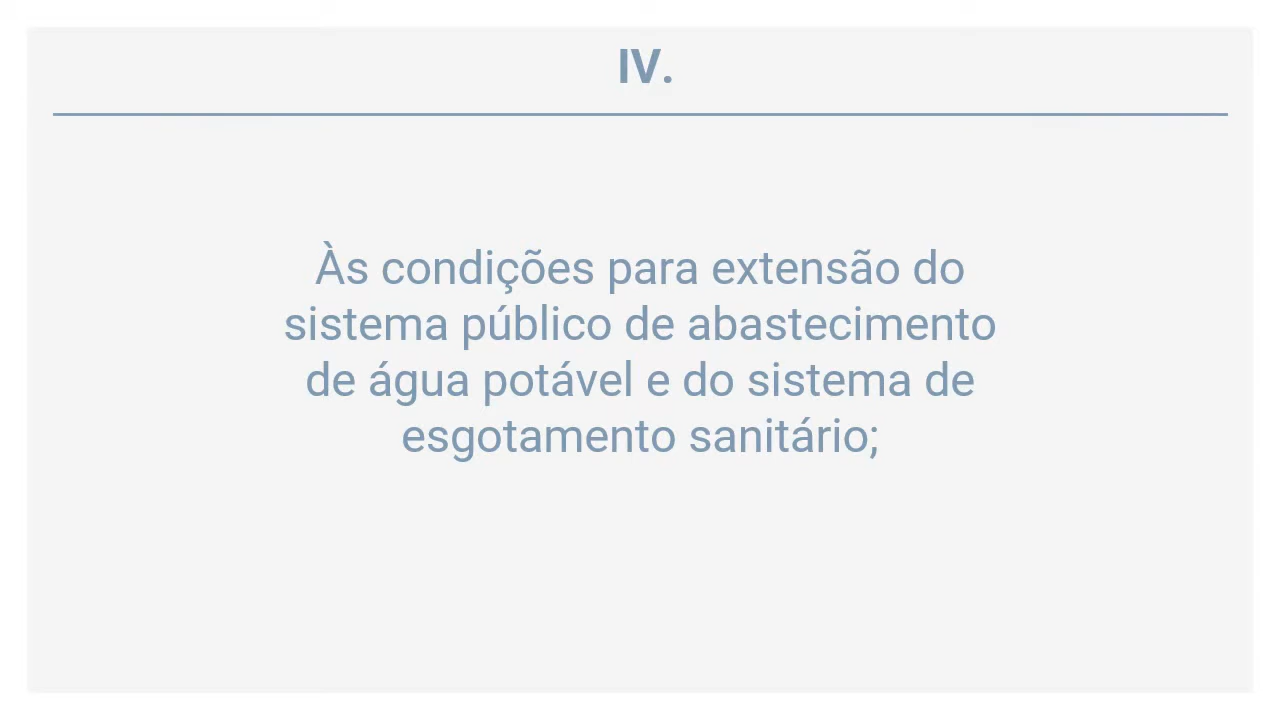 IV.
Às condições para extensão do
sistema público de abastecimento
de água potável e do sistema de
esgotamento sanitário;